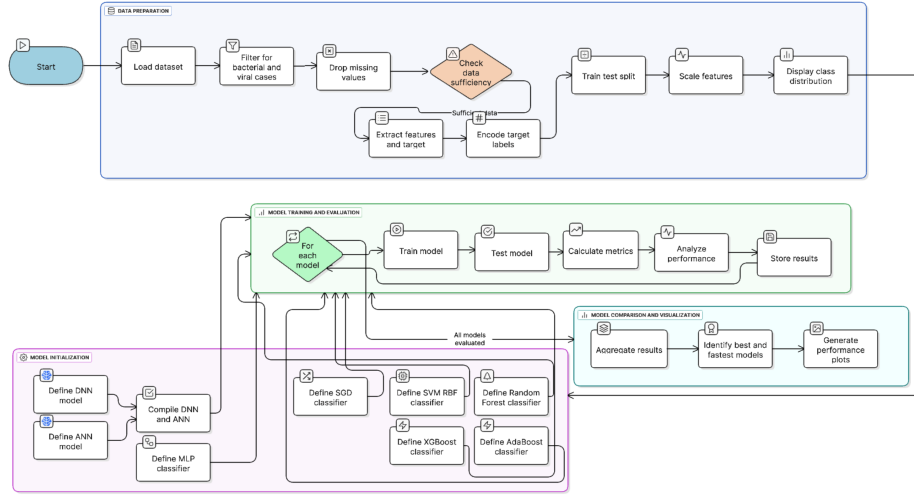 DATA PREPARATION
Start
Load dataset
Filter for
bacterial and
viral cases
Drop missing
values
Check
data
sufficiency
Train test split
Scale features
Display class
distribution
Sufficient data
Extract features
and target
Encode target
labels
MODEL TRAINING AND EVALUATION
For
each
model
Train model
Test model
Calculate metrics
Analyze
performance
Store results
MODEL COMPARISON AND VISUALIZATION
All models
evaluated
Aggregate results
Identify best and
fastest models
Generate
performance
plots
MODEL INITIALIZATION
Define DNN
model
Define ANN
model
Compile DNN
and ANN
Define MLP
classifier
Define SGD
classifier
Define SVM RBF
classifier
Define Random
Forest classifier
Define XGBoost
classifier
Define AdaBoost
classifier